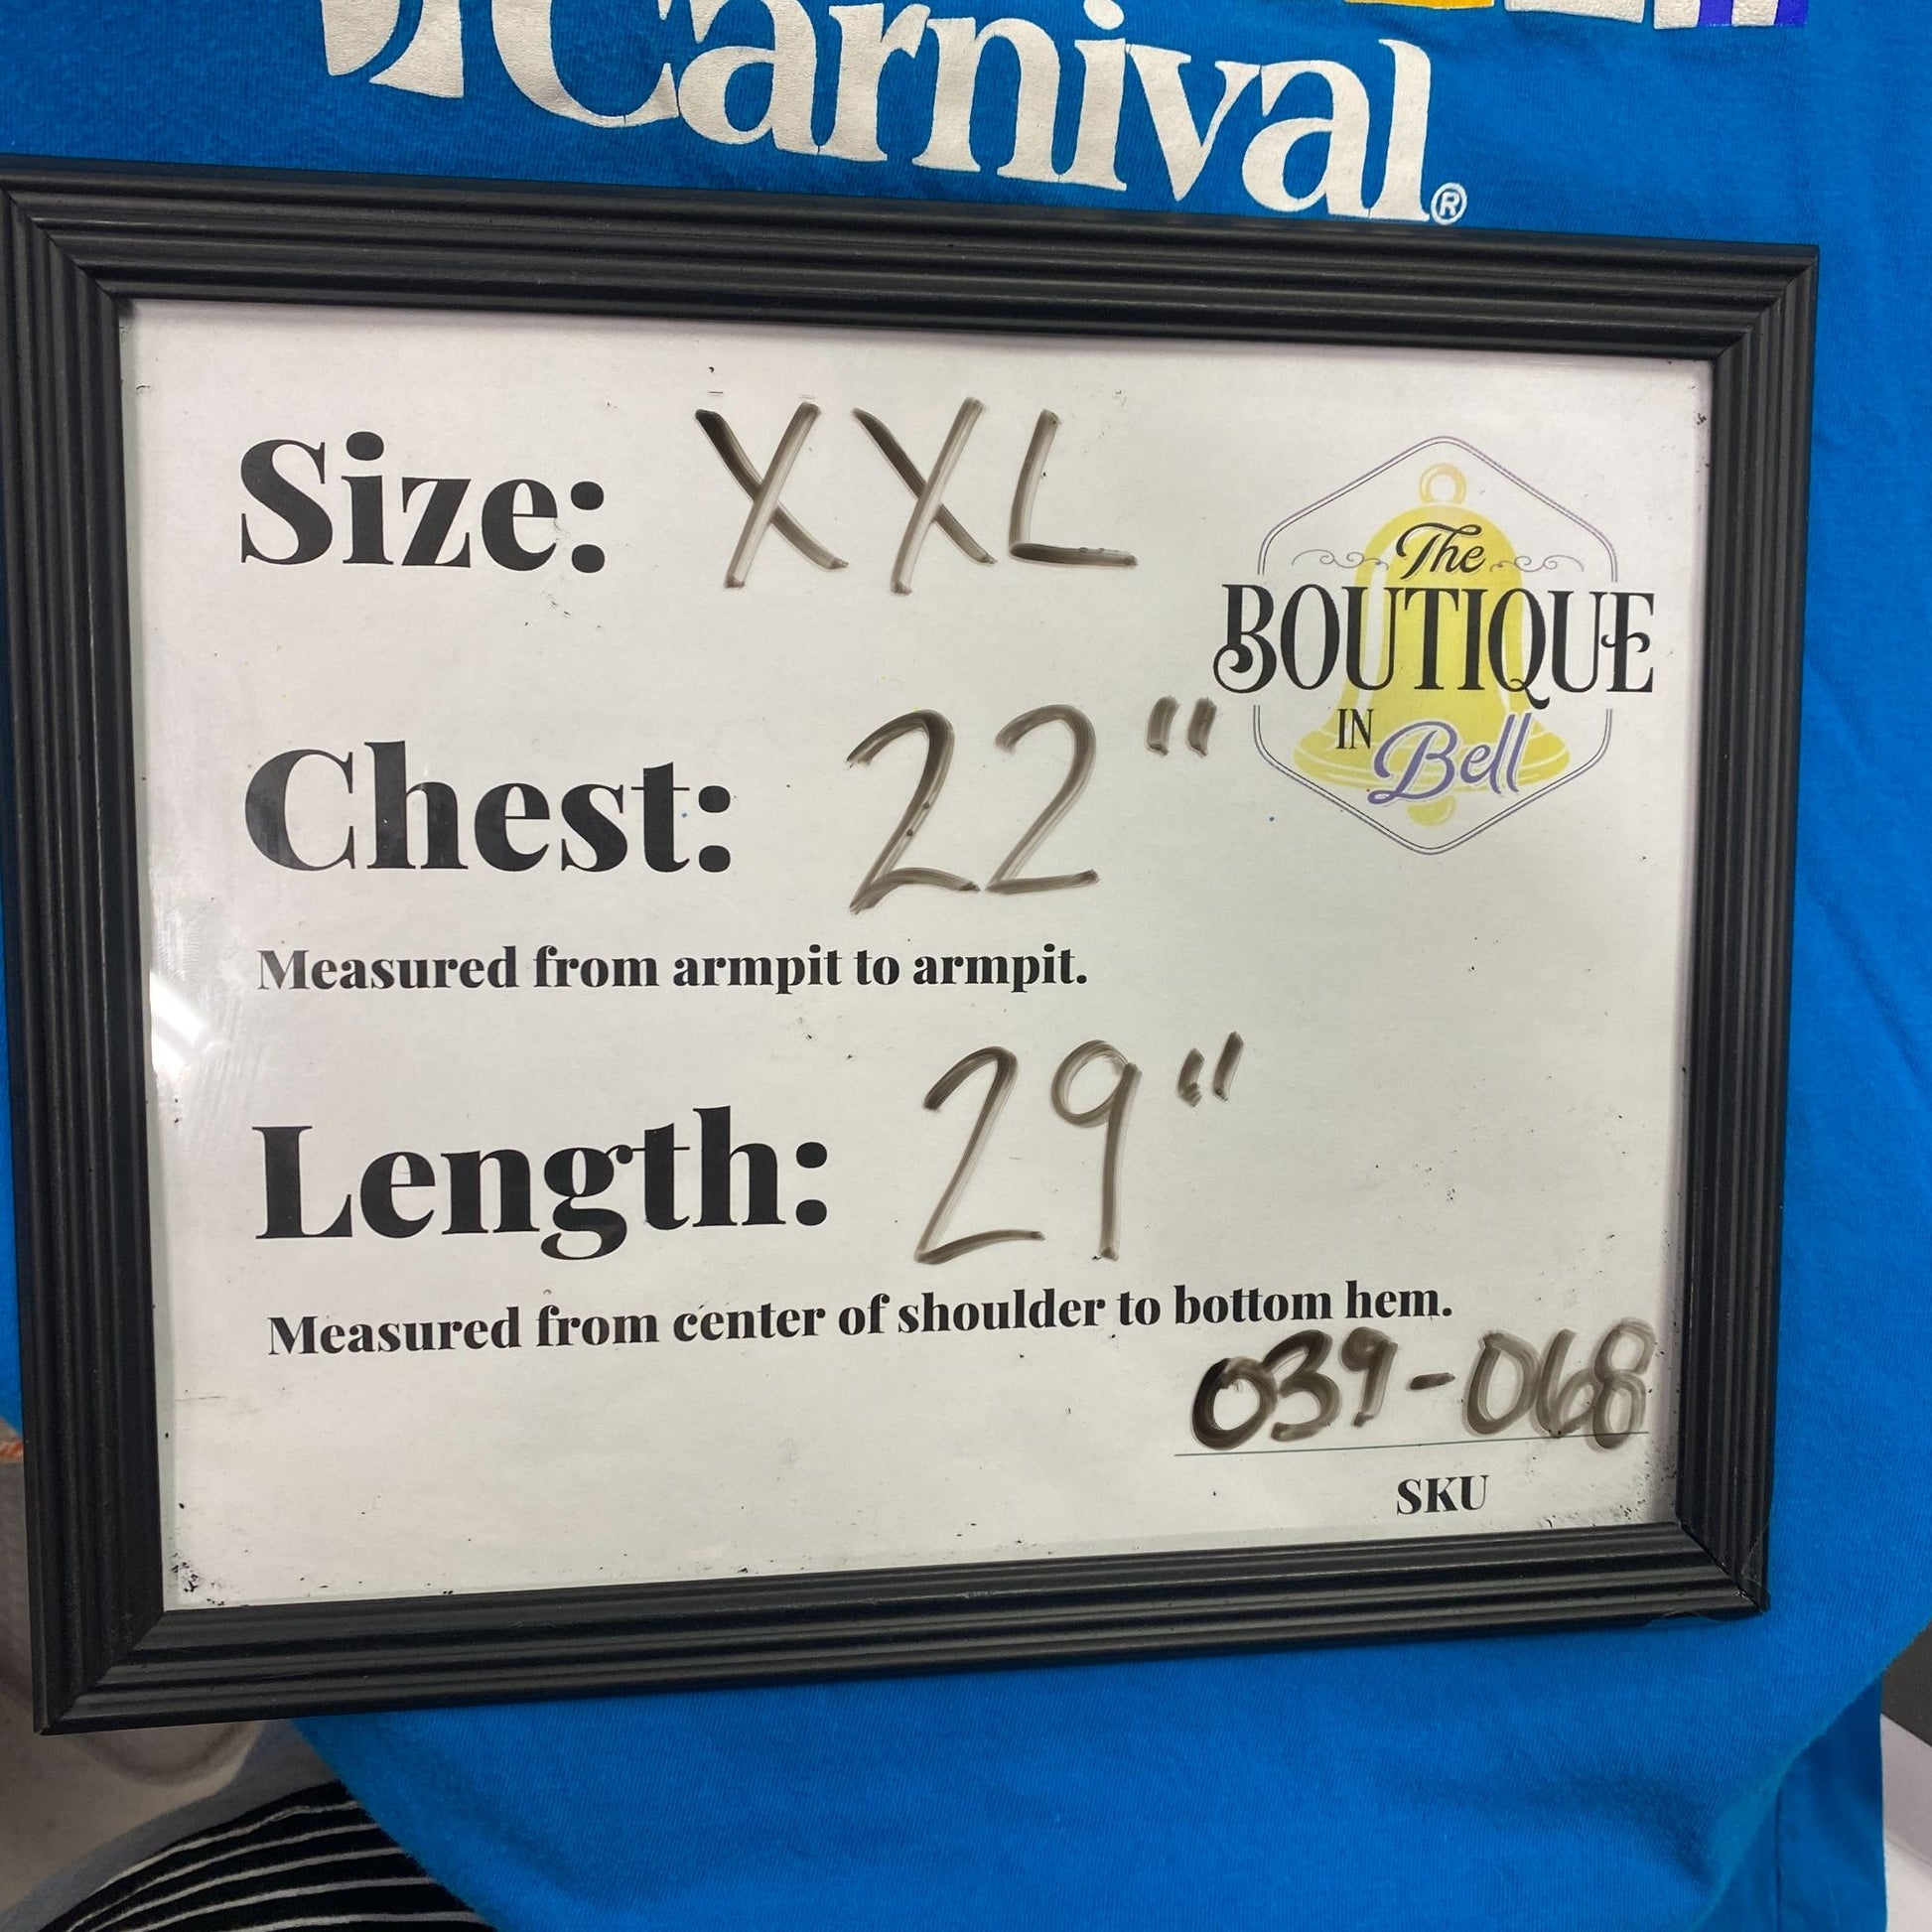 Carnival®
Size: XXL
The
BOUTIQUE
IN
Bell
Chest: 22"
Measured from armpit to armpit.
Length: 29"
Measured from center of shoulder to bottom hem.
039-068
SKU